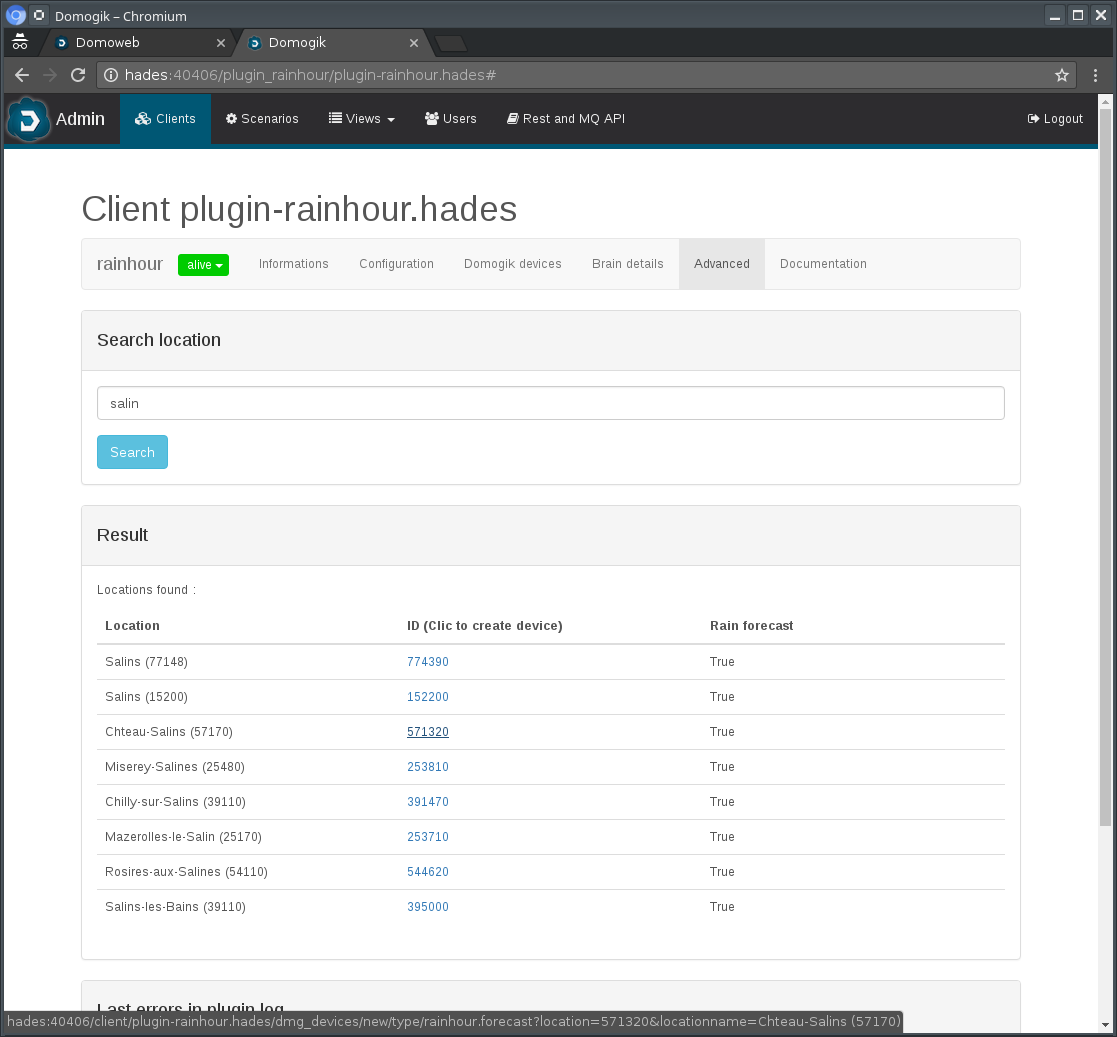 Domogik – Chromium
Domoweb
Domogik
hades:40406/plugin_rainhour/plugin-rainhour.hades#
Admin Clients Scenarios Views Users Rest and MQ API Logout
Client plugin-rainhour.hades
rainhour alive Informations Configuration Domogik devices Brain details Advanced Documentation
Search location
salin
Search
Result
Locations found :
Location ID (Clic to create device) Rain forecast
Salins (77148) 774390 True
Salins (15200) 152200 True
Chteau-Salins (57170) 571320 True
Miserey-Salines (25480) 253810 True
Chilly-sur-Salins (39110) 391470 True
Mazerolles-le-Salin (25170) 253710 True
Rosires-aux-Salines (54110) 544620 True
Salins-les-Bains (39110) 395000 True
Last errors in plugin log
hades:40406/client/plugin-rainhour.hades/dmg_devices/new/type/rainhour.forecast?location=571320&locationname=Chteau-Salins (57170)